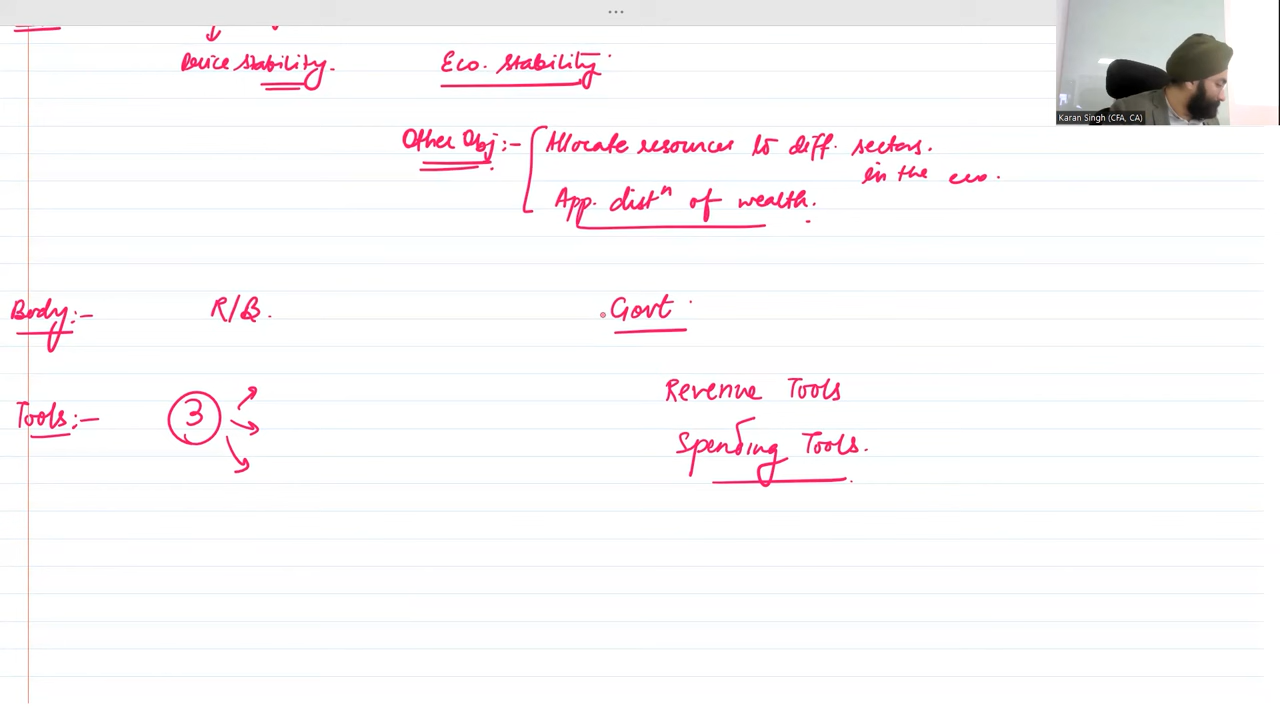 Price stability.
Eco. stability
Other Obj:- Allocate resources to diff. sectors.
in the eco.
App. distⁿ of wealth.
Body:- R/B. Govt
Tools:- 3 Revenue Tools
Spending Tools.
Karan Singh (CFA, CA)